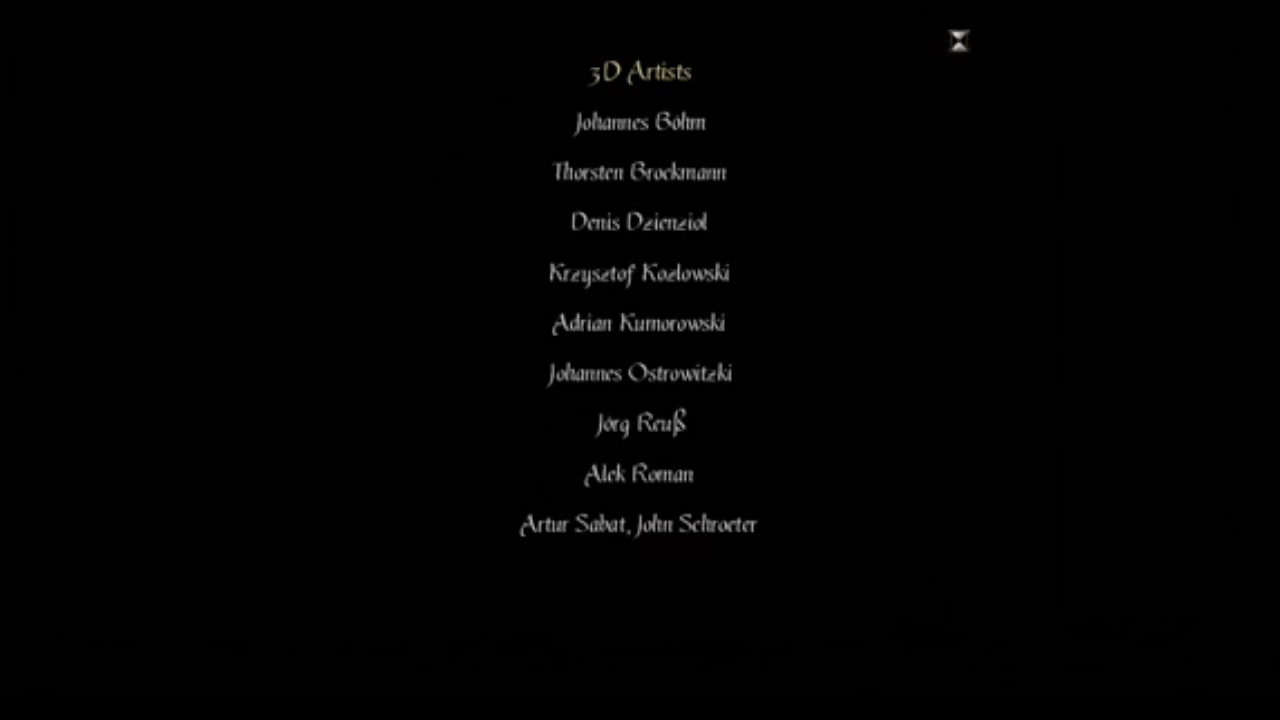 3D Artists
Johannes Böhm
Thorsten Brockmann
Denis Dzienziol
Krzysztof Kozlowski
Adrian Kumorowski
Johannes Ostrowitzki
Jörg Reuß
Alek Roman
Artur Sabat, John Schroeter